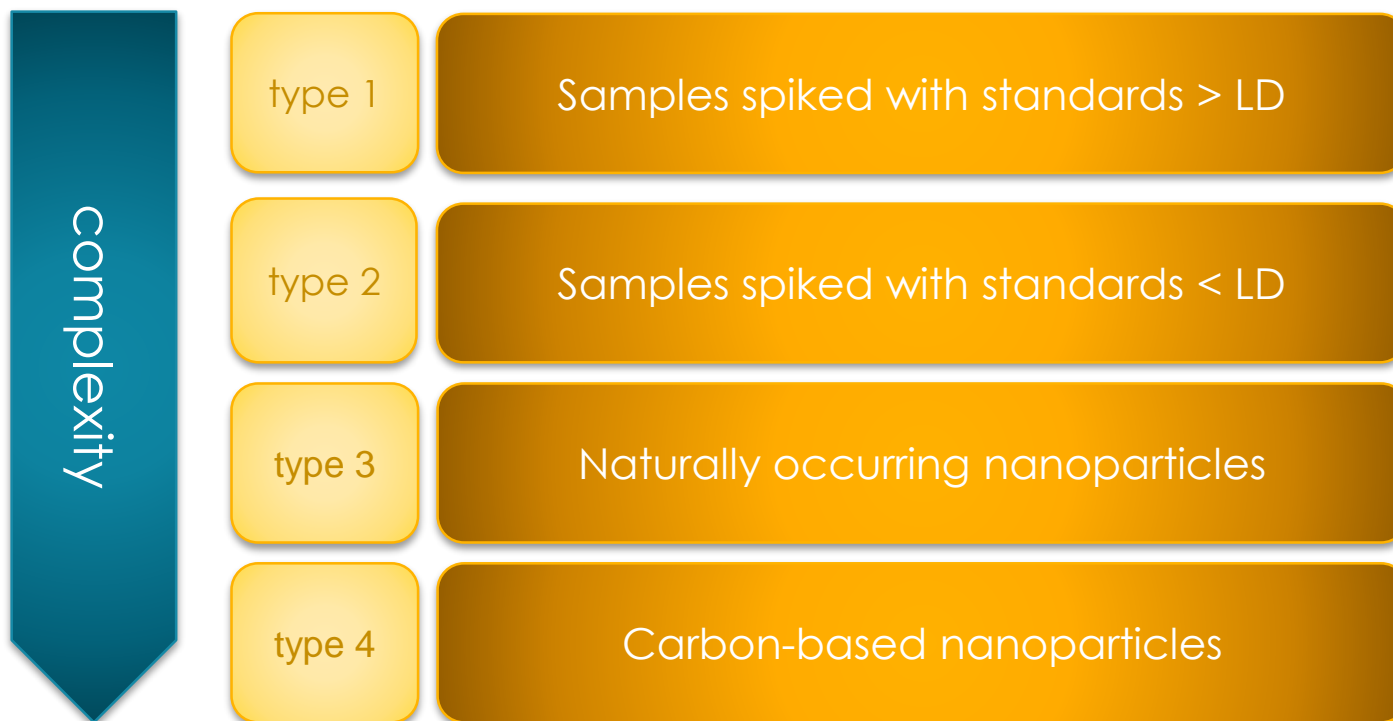 complexity
type 1
Samples spiked with standards > LD
type 2
Samples spiked with standards < LD
type 3
Naturally occurring nanoparticles
type 4
Carbon-based nanoparticles